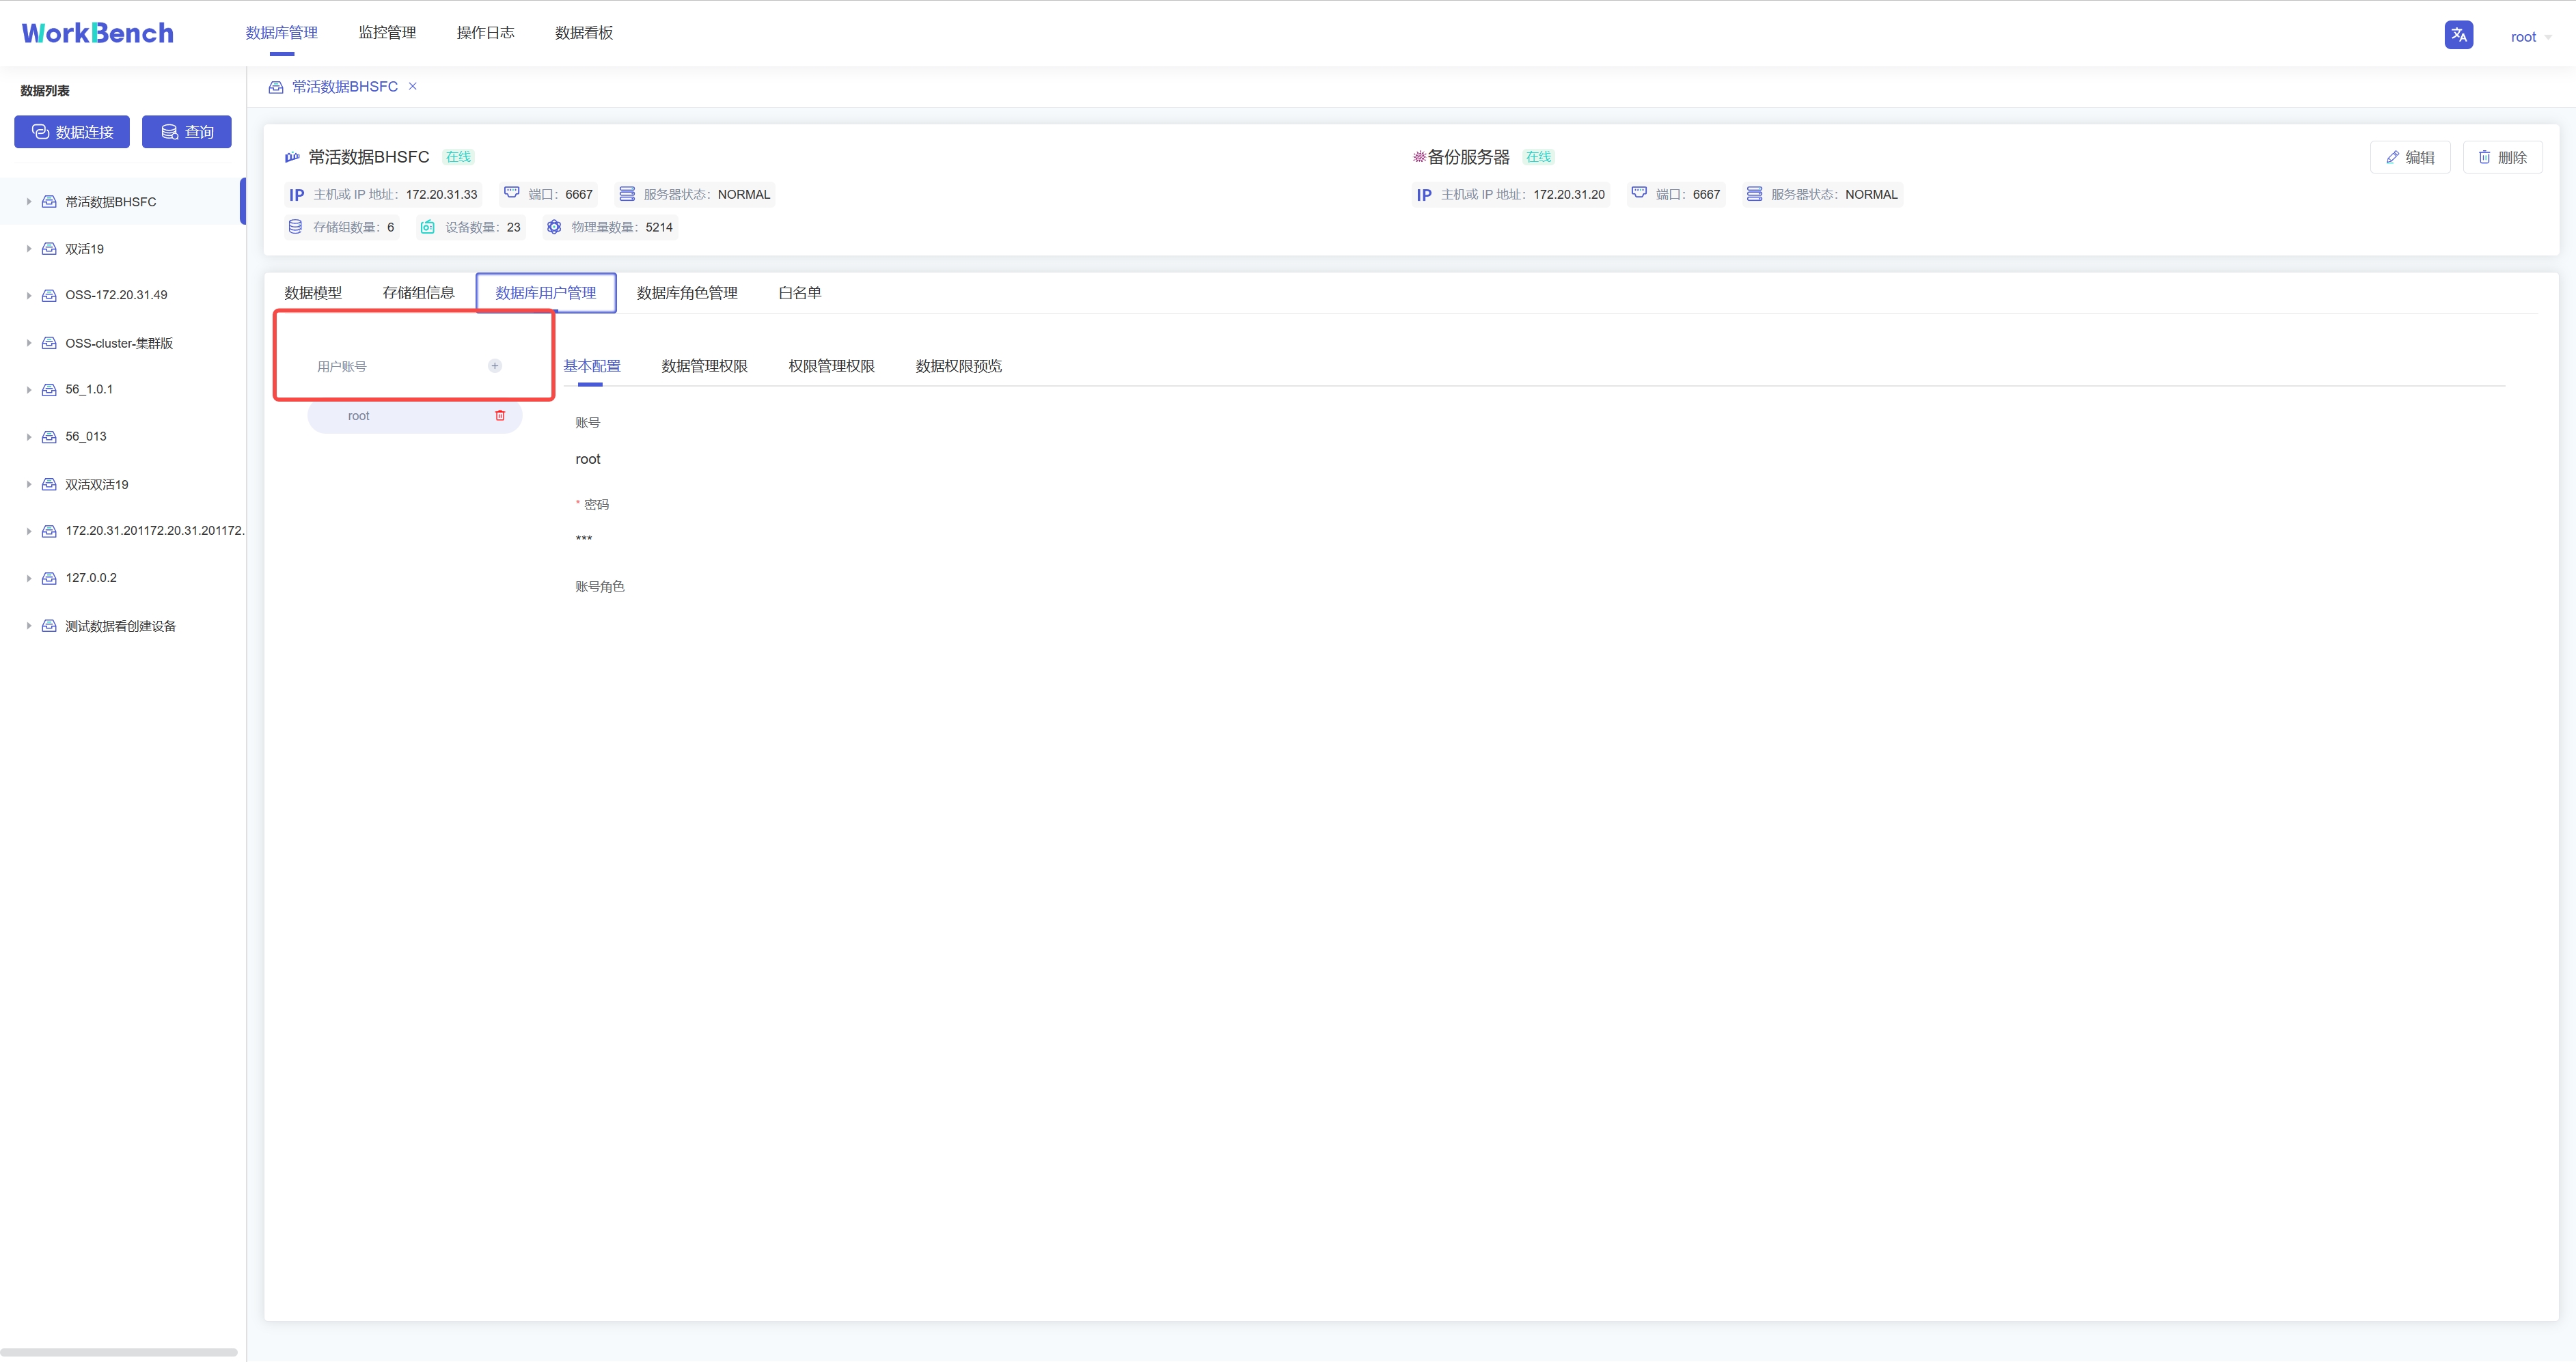 WorkBench
数据库管理
监控管理
操作日志
数据看板
root
数据列表
数据连接
查询
常活数据BHSFC
双活19
OSS-172.20.31.49
OSS-cluster-集群版
56_1.0.1
56_013
双活双活19
172.20.31.201172.20.31.201172.
127.0.0.2
测试数据看创建设备
常活数据BHSFC
常活数据BHSFC 在线
IP 主机或 IP 地址: 172.20.31.33 端口: 6667 服务器状态: NORMAL
存储组数量: 6 设备数量: 23 物理量数量: 5214
备份服务器 在线
IP 主机或 IP 地址: 172.20.31.20 端口: 6667 服务器状态: NORMAL
编辑
删除
数据模型
存储组信息
数据库用户管理
数据库角色管理
白名单
用户账号
root
基本配置
数据管理权限
权限管理权限
数据权限预览
账号
root
* 密码
***
账号角色